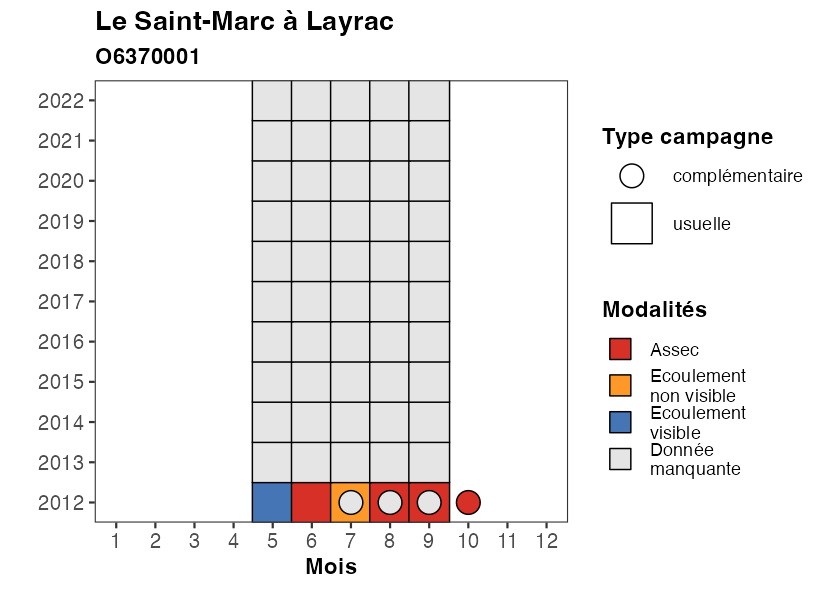 Le Saint-Marc à Layrac
O6370001
2022
2021
2020
2019
2018
2017
2016
2015
2014
2013
2012
1 2 3 4 5 6 7 8 9 10 11 12
Mois
Type campagne
complémentaire
usuelle
Modalités
Assec
Ecoulement
non visible
Ecoulement
visible
Donnée
manquante